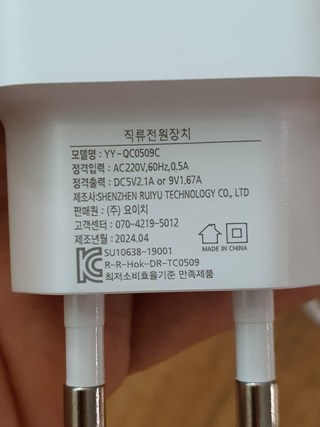 직류전원장치
모델명 : YY-QC0509C
정격입력 : AC220V,60Hz,0.5A
정격출력 : DC5V2.1A or 9V1.67A
제조사:SHENZHEN RUIYU TECHNOLOGY CO., LTD
판매원 : (주) 요이치
고객센터 : 070-4219-5012
제조년월 : 2024.04
MADE IN CHINA
SU10638-19001
R-R-Hok-DR-TC0509
최저소비효율기준 만족제품